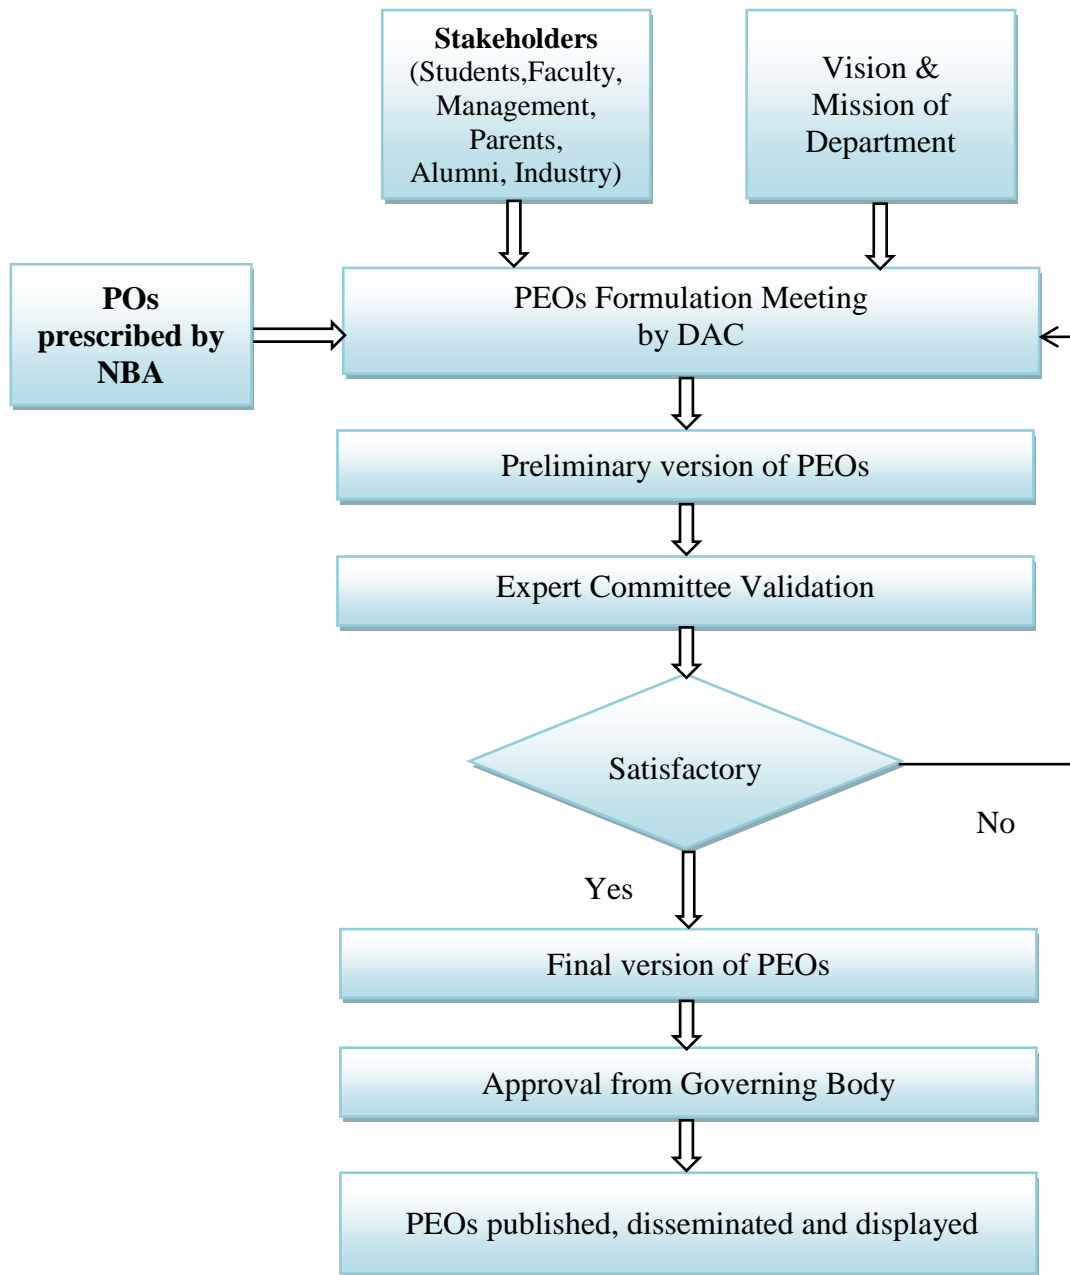 Stakeholders
(Students,Faculty,
Management,
Parents,
Alumni, Industry)
Vision &
Mission of
Department
POs
prescribed by
NBA
PEOs Formulation Meeting
by DAC
Preliminary version of PEOs
Expert Committee Validation
Satisfactory
No
Yes
Final version of PEOs
Approval from Governing Body
PEOs published, disseminated and displayed